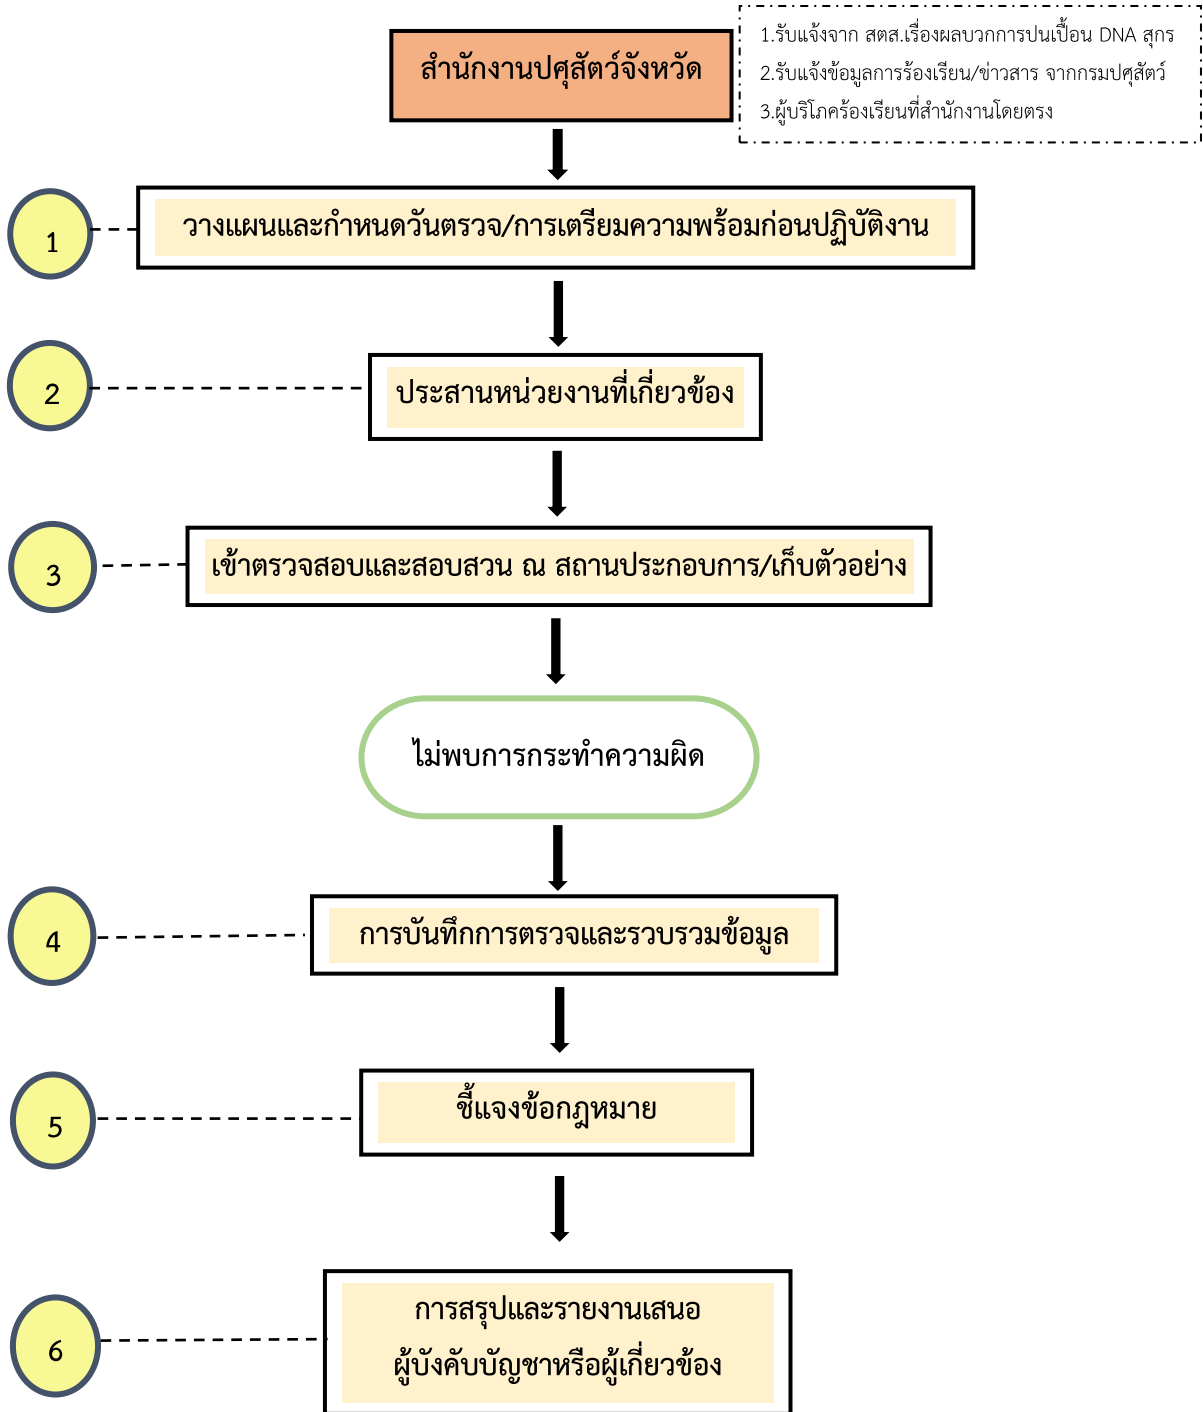 สำนักงานปศุสัตว์จังหวัด
1.รับแจ้งจาก สตส.เรื่องผลบวกการปนเปื้อน DNA สุกร
2.รับแจ้งข้อมูลการร้องเรียน/ข่าวสาร จากกรมปศุสัตว์
3.ผู้บริโภคร้องเรียนที่สำนักงานโดยตรง
1
วางแผนและกำหนดวันตรวจ/การเตรียมความพร้อมก่อนปฏิบัติงาน
2
ประสานหน่วยงานที่เกี่ยวข้อง
3
เข้าตรวจสอบและสอบสวน ณ สถานประกอบการ/เก็บตัวอย่าง
ไม่พบการกระทำความผิด
4
การบันทึกการตรวจและรวบรวมข้อมูล
5
ชี้แจงข้อกฎหมาย
6
การสรุปและรายงานเสนอ
ผู้บังคับบัญชาหรือผู้เกี่ยวข้อง